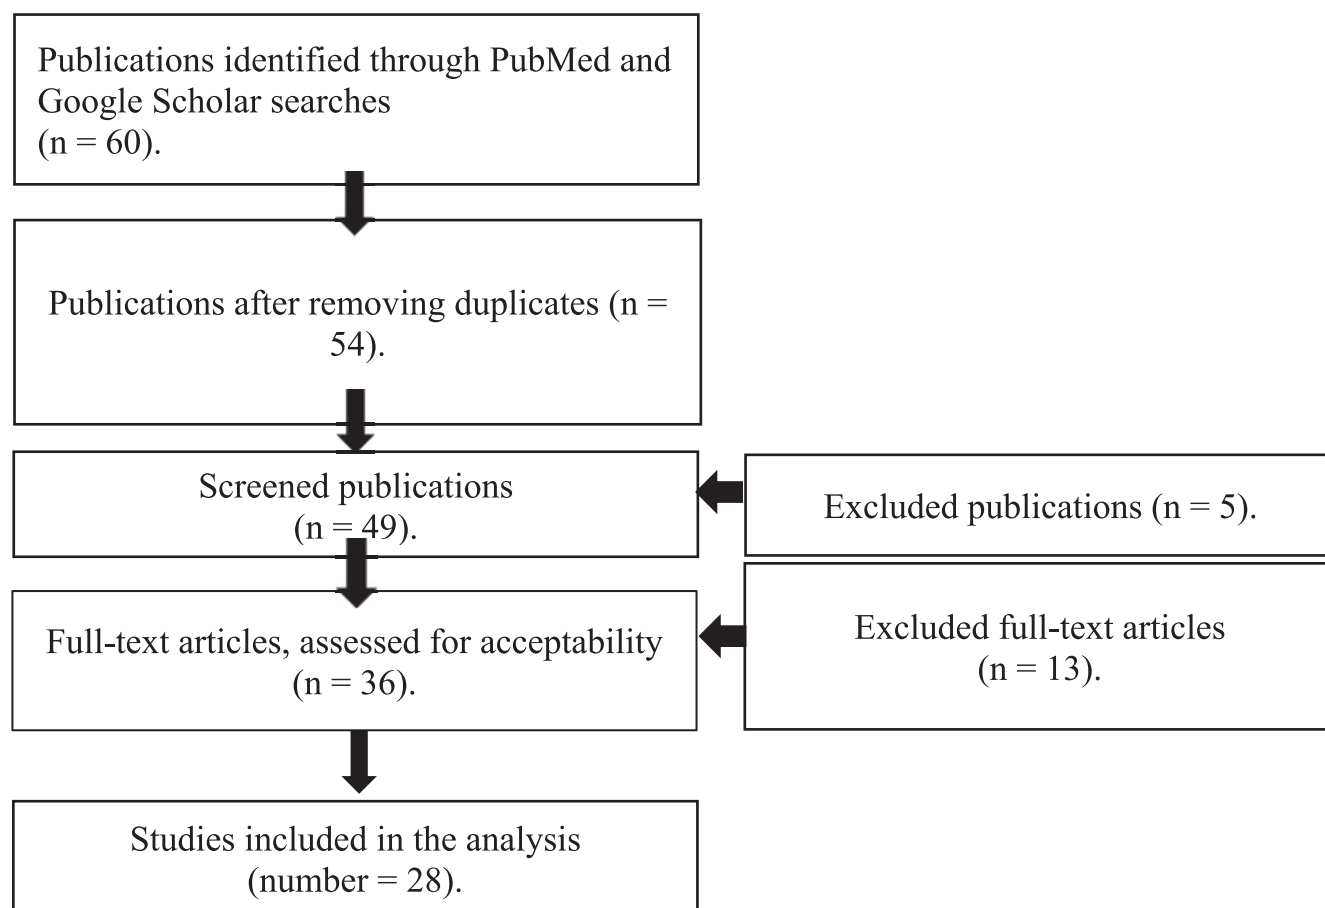 Publications identified through PubMed and
Google Scholar searches
(n = 60).
Publications after removing duplicates (n =
54).
Screened publications
(n = 49).
Excluded publications (n = 5).
Full-text articles, assessed for acceptability
(n = 36).
Excluded full-text articles
(n = 13).
Studies included in the analysis
(number = 28).